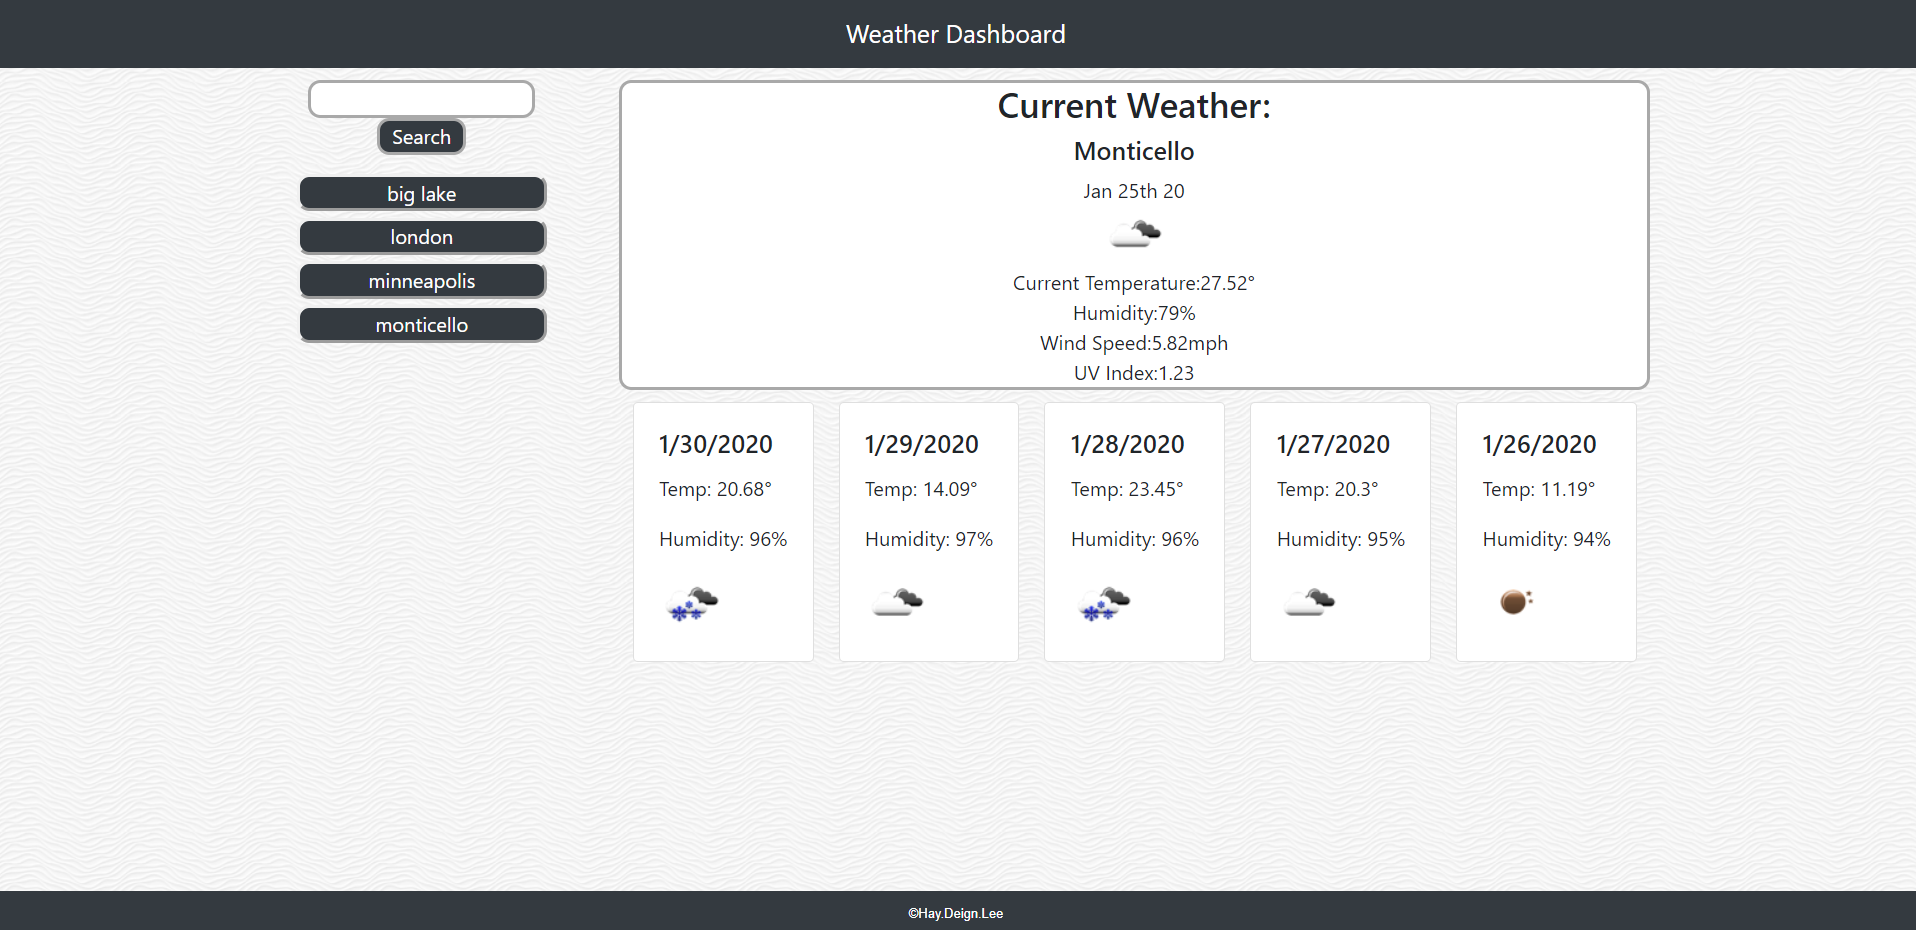 Weather Dashboard
Search
big lake
london
minneapolis
monticello
Current Weather:
Monticello
Jan 25th 20
Current Temperature:27.52°
Humidity:79%
Wind Speed:5.82mph
UV Index:1.23
1/30/2020
Temp: 20.68°
Humidity: 96%
1/29/2020
Temp: 14.09°
Humidity: 97%
1/28/2020
Temp: 23.45°
Humidity: 96%
1/27/2020
Temp: 20.3°
Humidity: 95%
1/26/2020
Temp: 11.19°
Humidity: 94%
©Hay.Deign.Lee